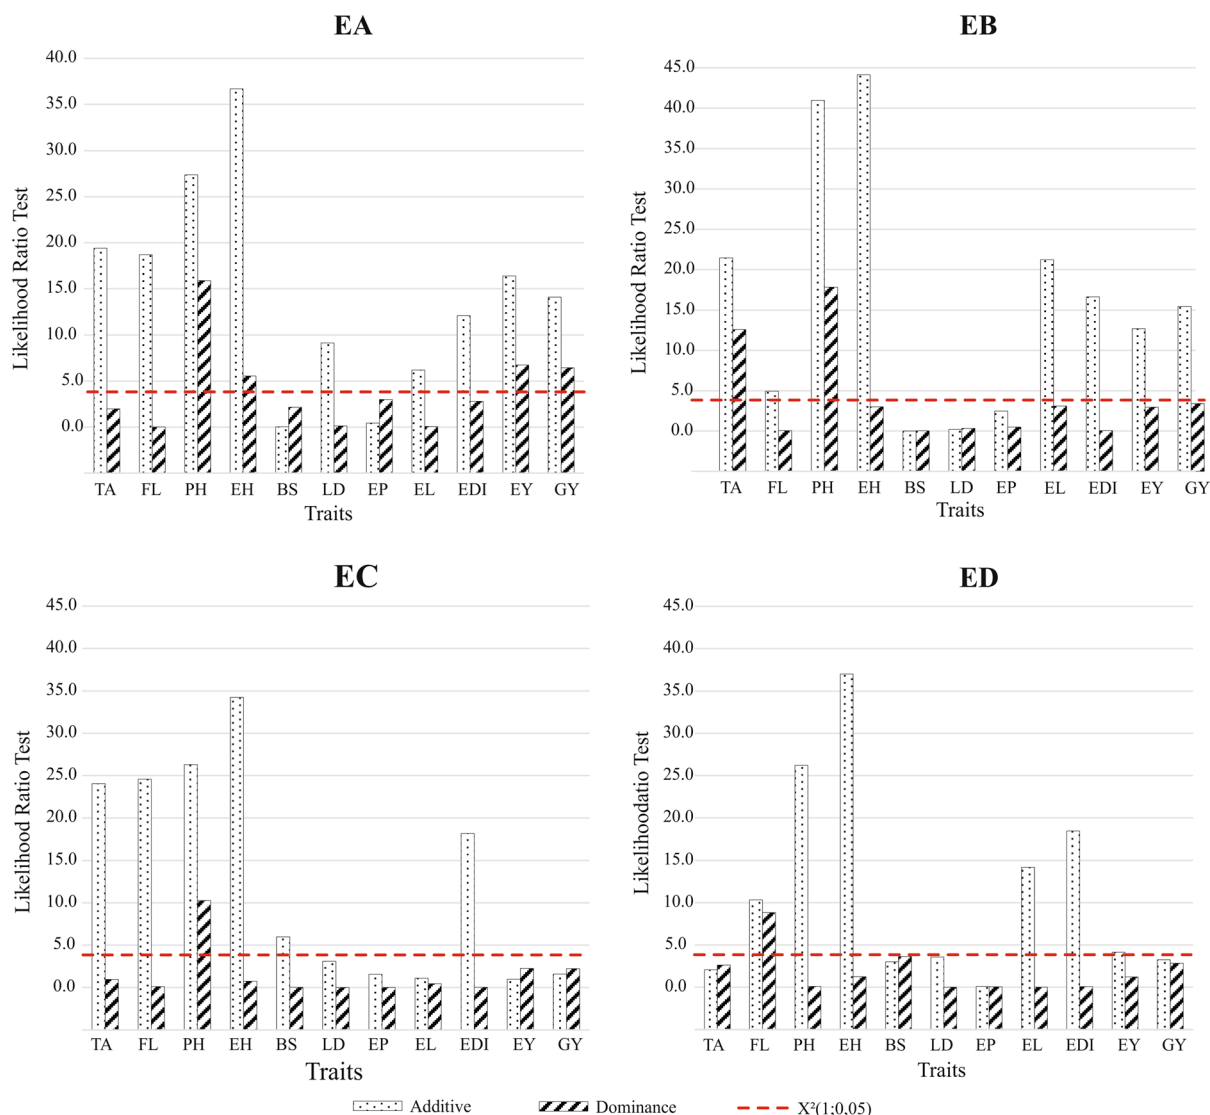 EA
Likelihood Ratio Test
40.0
35.0
30.0
25.0
20.0
15.0
10.0
5.0
0.0
TA FL PH EH BS LD EP EL EDI EY GY
Traits
EB
Likelihood Ratio Test
45.0
40.0
35.0
30.0
25.0
20.0
15.0
10.0
5.0
0.0
TA FL PH EH BS LD EP EL EDI EY GY
Traits
EC
Likelihood Ratio Test
45.0
40.0
35.0
30.0
25.0
20.0
15.0
10.0
5.0
0.0
TA FL PH EH BS LD EP EL EDI EY GY
Traits
ED
Likelihoodatio Test
45.0
40.0
35.0
30.0
25.0
20.0
15.0
10.0
5.0
0.0
TA FL PH EH BS LD EP EL EDI EY GY
Traits
Additive Dominance X²(1:0.05)